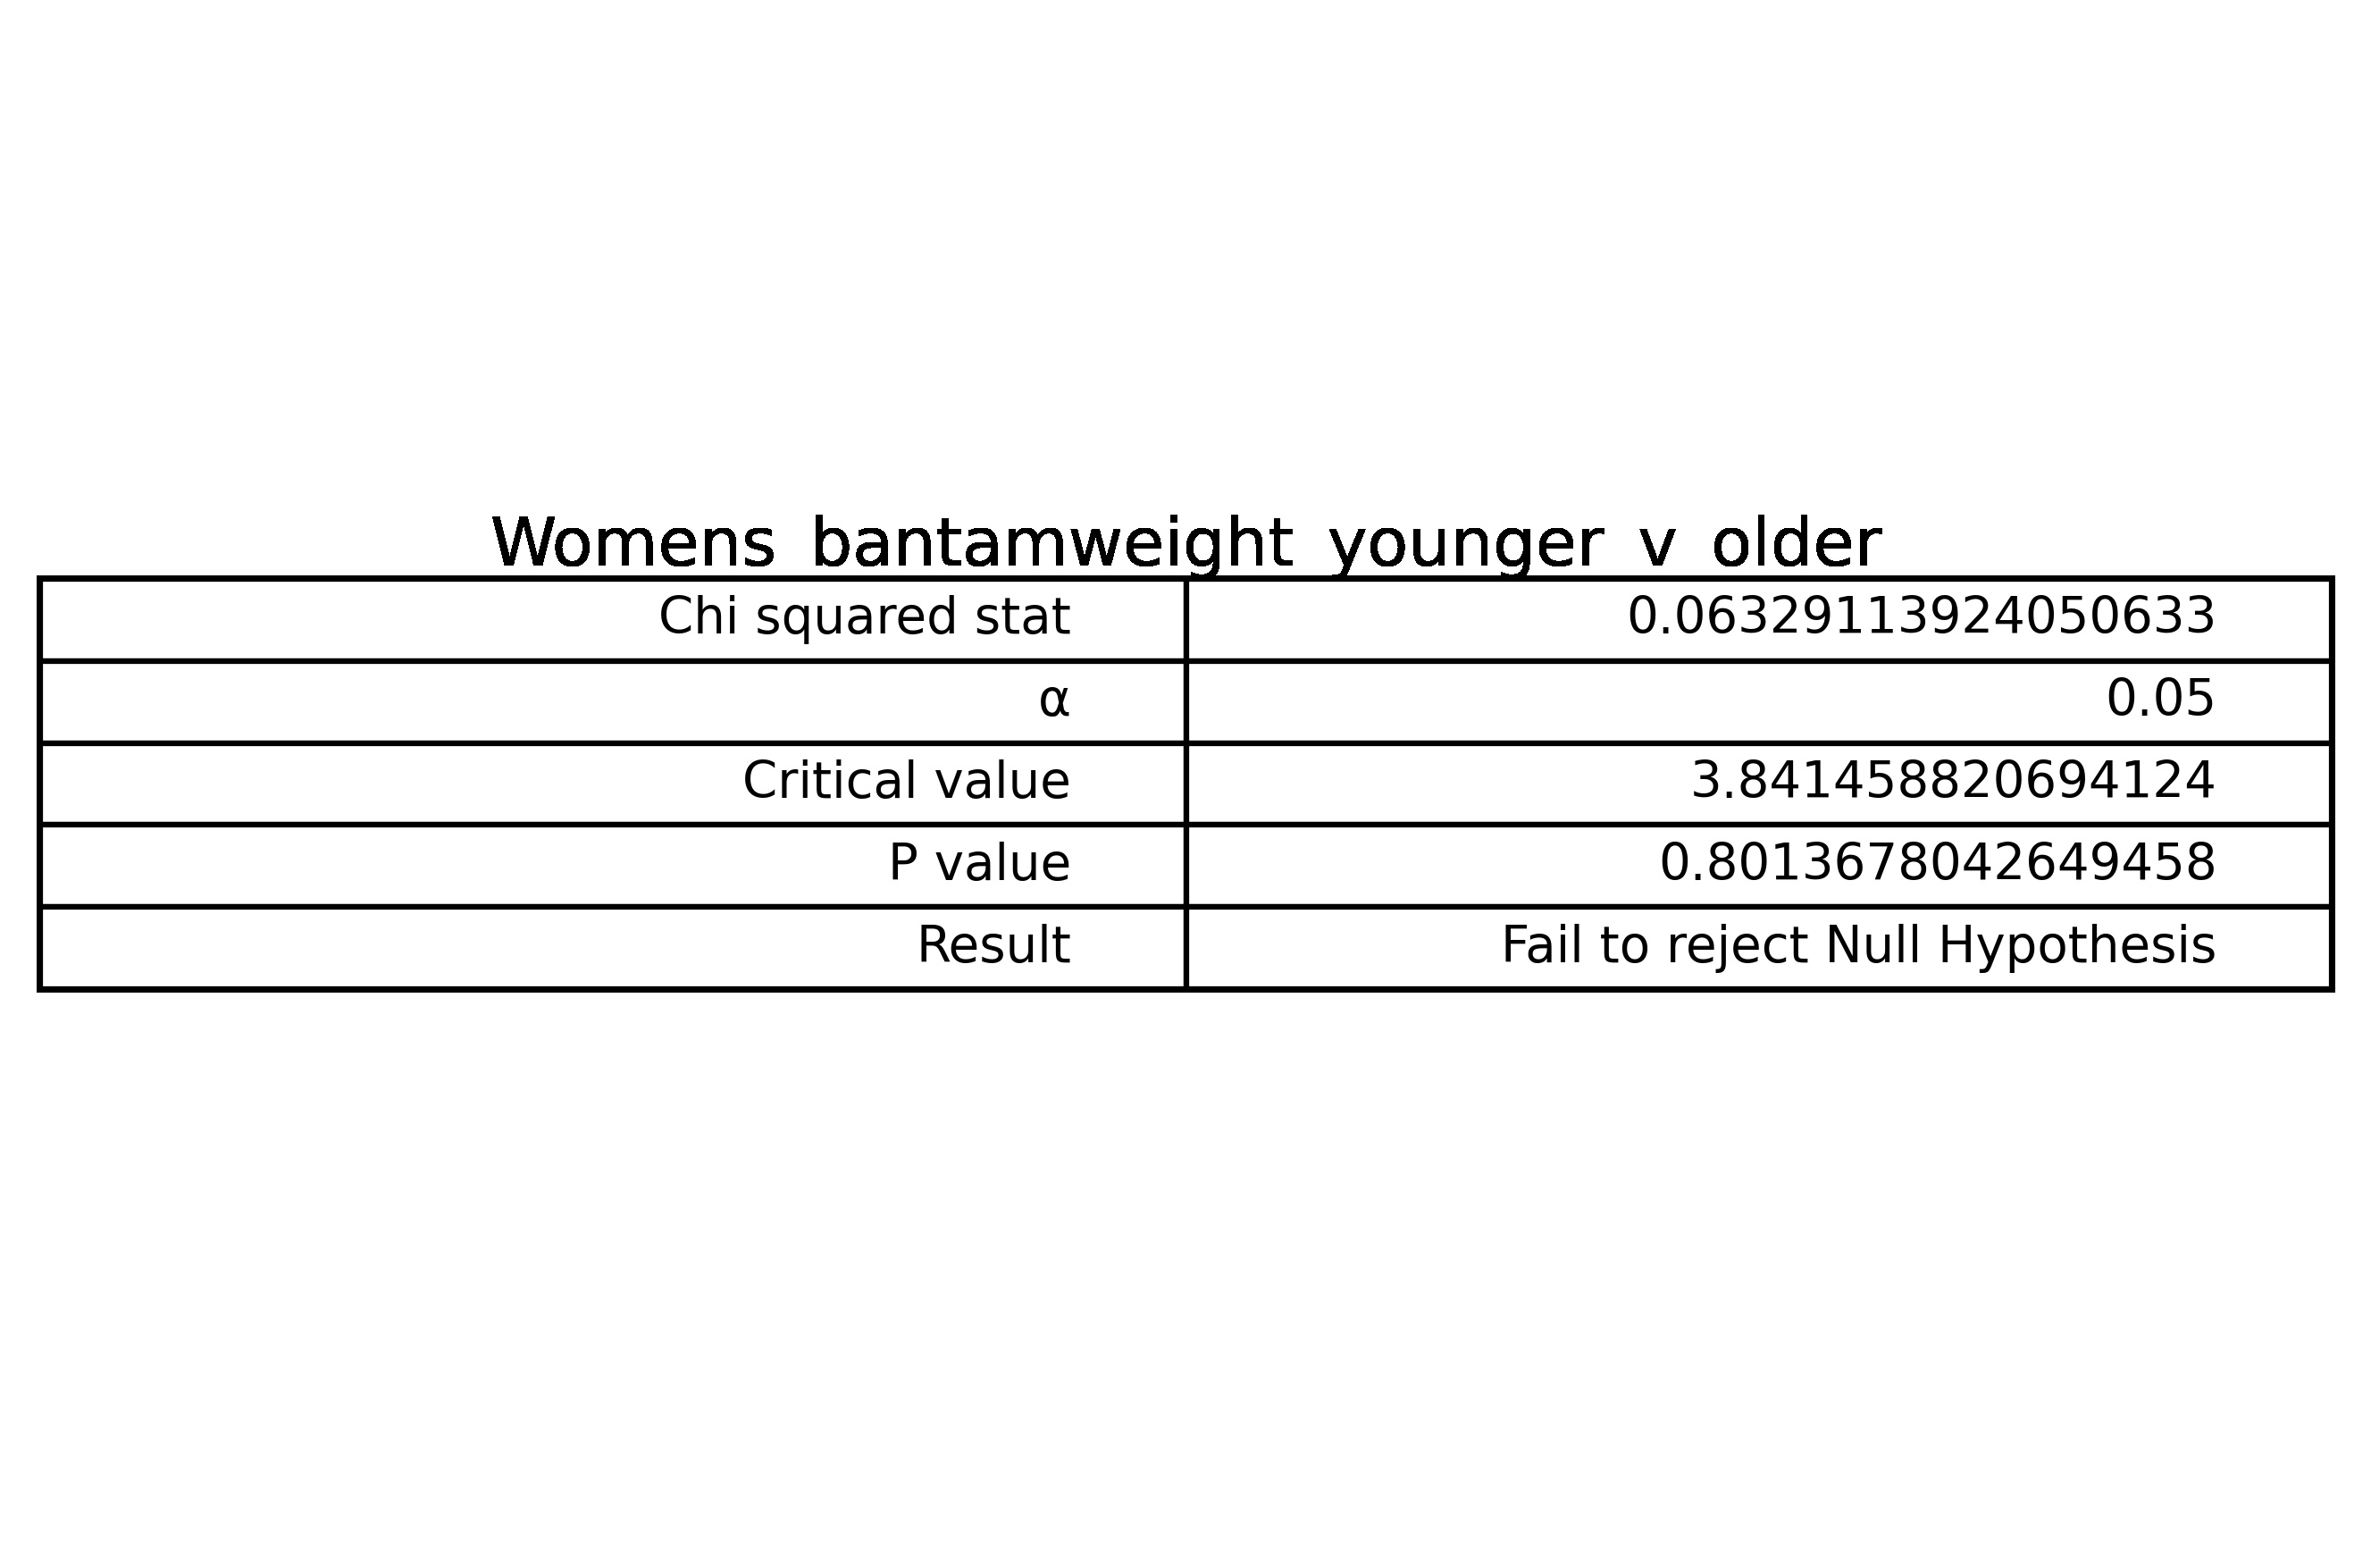 Womens bantamweight younger v older
Chi squared stat 0.06329113924050633
α 0.05
Critical value 3.841458820694124
P value 0.8013678042649458
Result Fail to reject Null Hypothesis